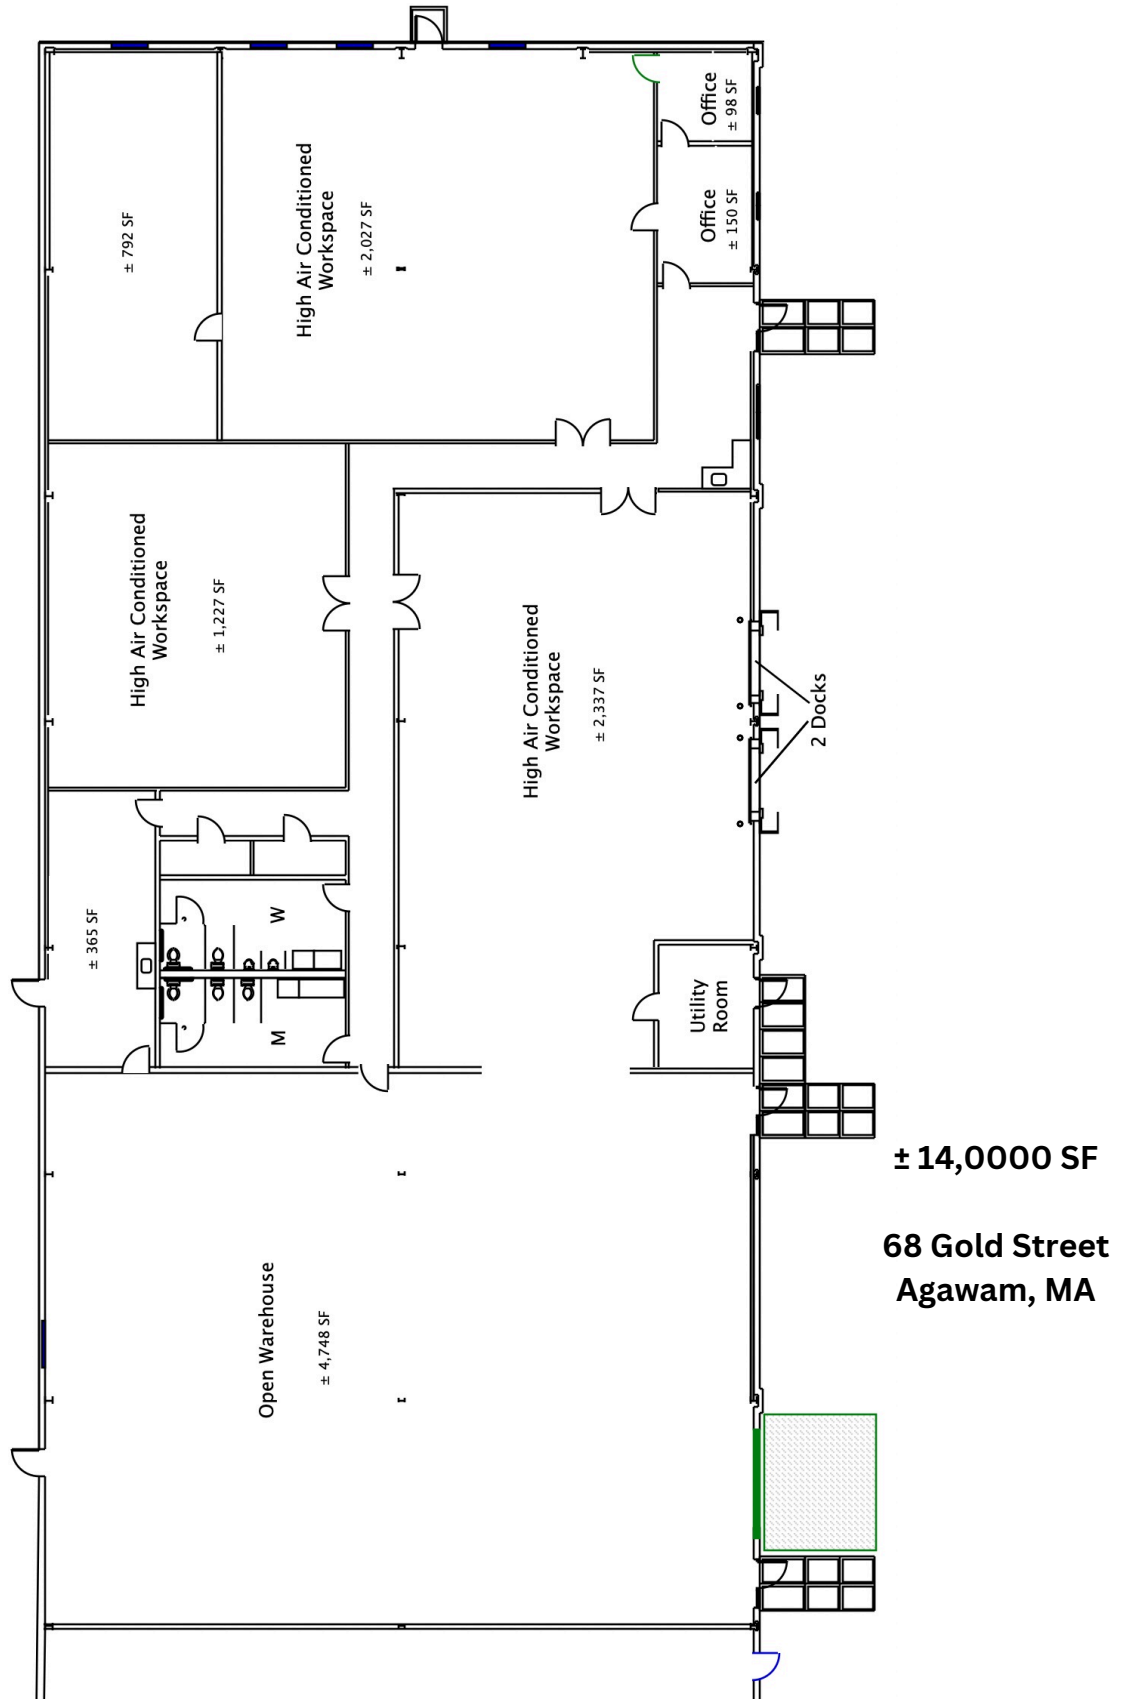 Office
± 98 SF
Office
± 150 SF
High Air Conditioned
Workspace
± 2,027 SF
± 792 SF
High Air Conditioned
Workspace
± 1,227 SF
High Air Conditioned
Workspace
± 2,337 SF
2 Docks
± 365 SF
W
M
Utility
Room
± 14,0000 SF
68 Gold Street
Agawam, MA
Open Warehouse
± 4,748 SF